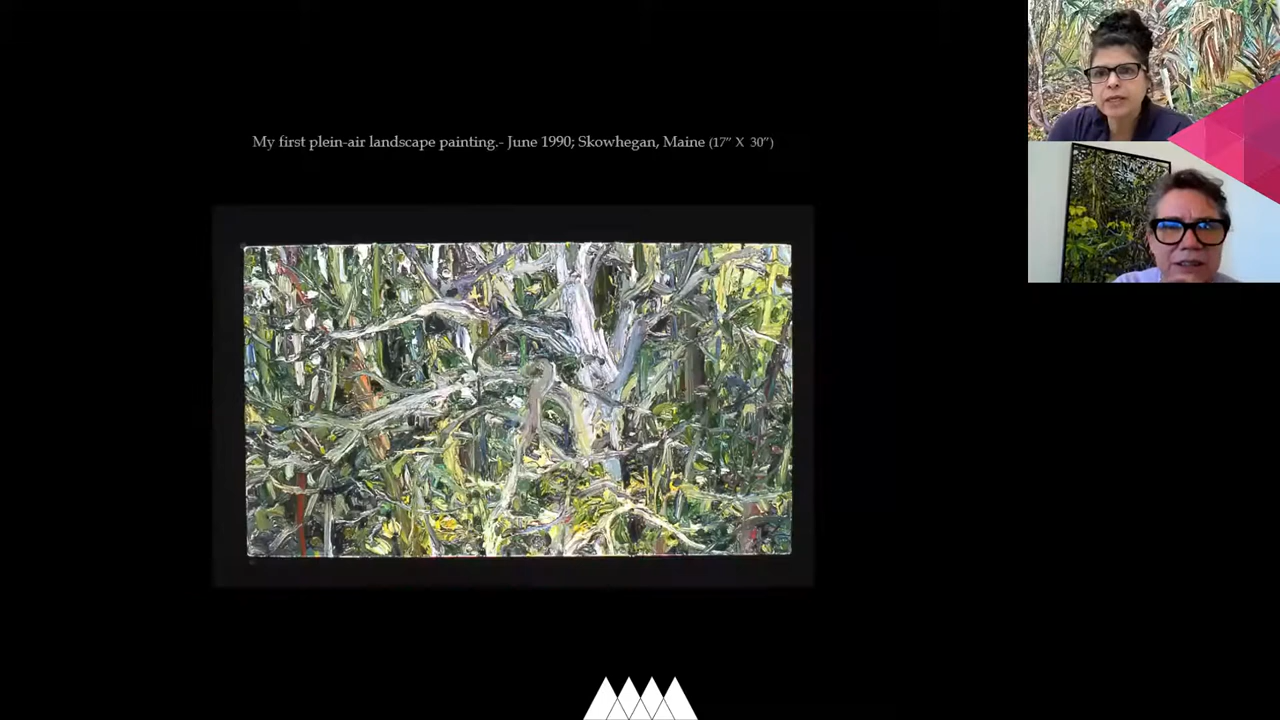 My first plein-air landscape painting.- June 1990; Skowhegan, Maine (17” X 30”)